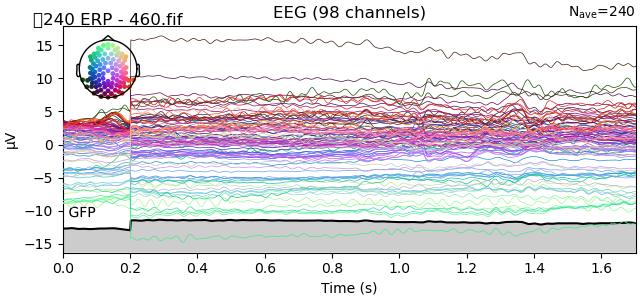 240 ERP - 460.fif
EEG (98 channels)
Nave=240
µV
15
10
5
0
−5
−10
−15
GFP
0.0 0.2 0.4 0.6 0.8 1.0 1.2 1.4 1.6
Time (s)